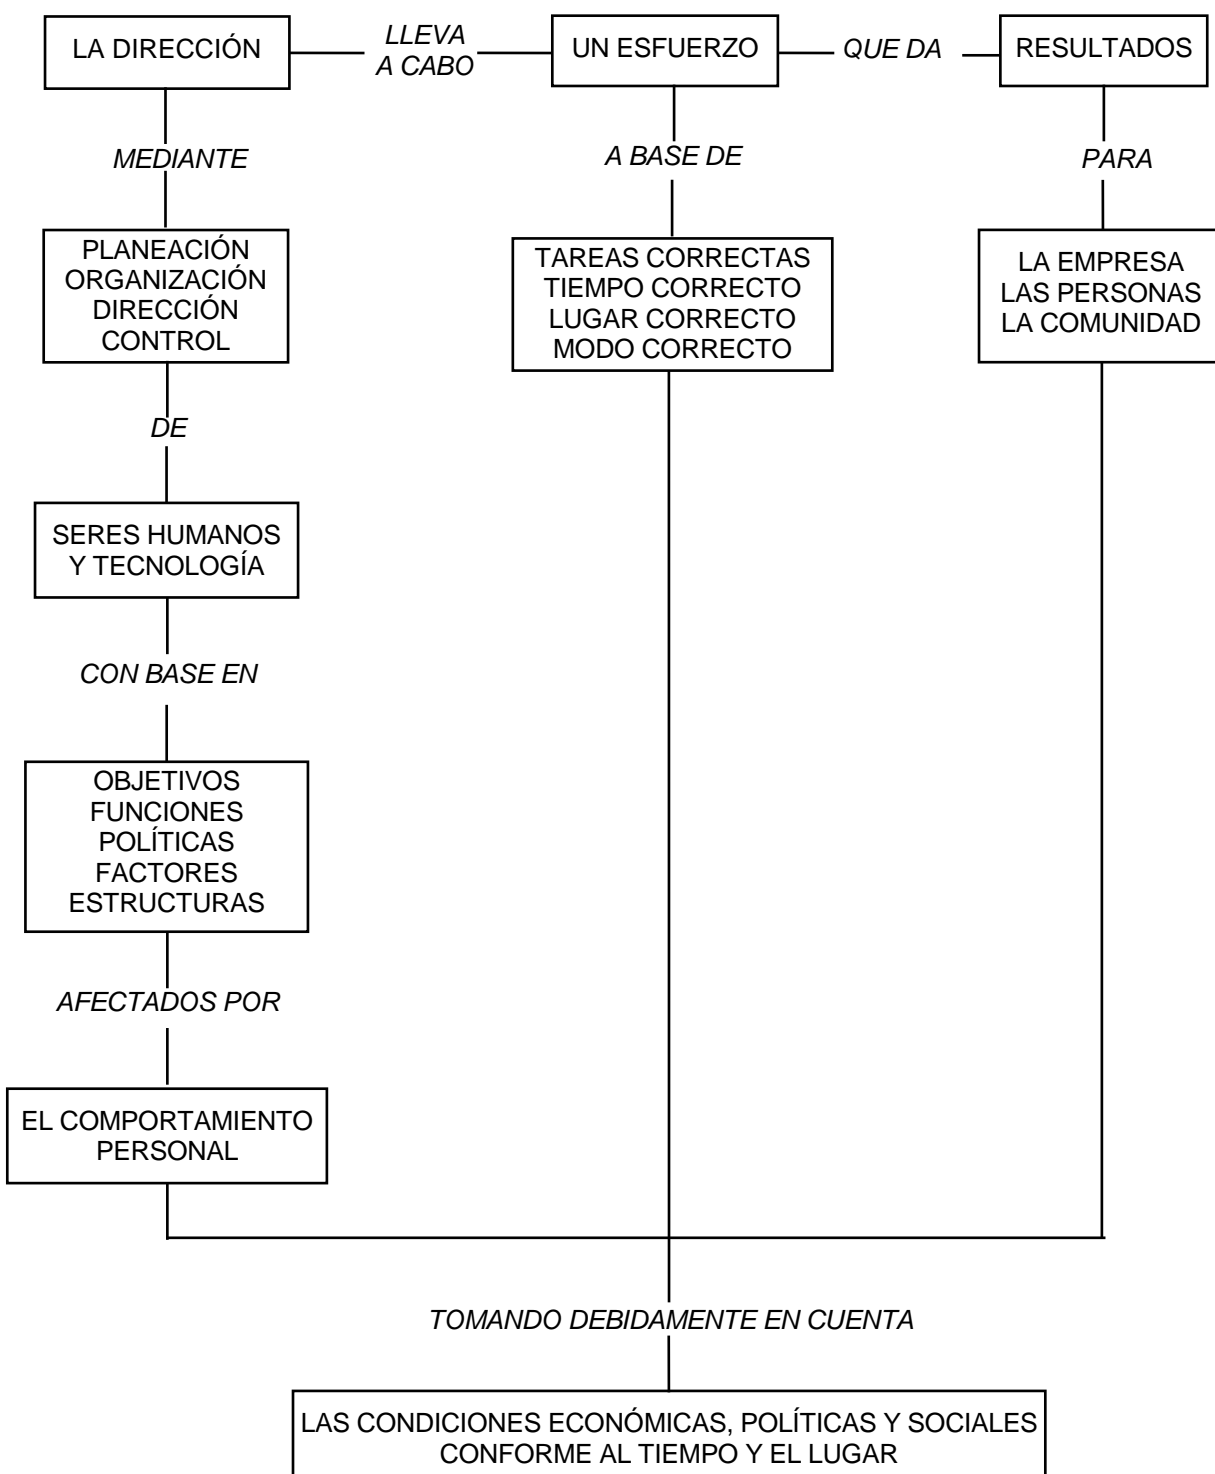 LA DIRECCIÓN
LLEVA
A CABO
UN ESFUERZO
QUE DA
RESULTADOS
MEDIANTE
A BASE DE
PARA
PLANEACIÓN
ORGANIZACIÓN
DIRECCIÓN
CONTROL
TAREAS CORRECTAS
TIEMPO CORRECTO
LUGAR CORRECTO
MODO CORRECTO
LA EMPRESA
LAS PERSONAS
LA COMUNIDAD
DE
SERES HUMANOS
Y TECNOLOGÍA
CON BASE EN
OBJETIVOS
FUNCIONES
POLÍTICAS
FACTORES
ESTRUCTURAS
AFECTADOS POR
EL COMPORTAMIENTO
PERSONAL
TOMANDO DEBIDAMENTE EN CUENTA
LAS CONDICIONES ECONÓMICAS, POLÍTICAS Y SOCIALES
CONFORME AL TIEMPO Y EL LUGAR